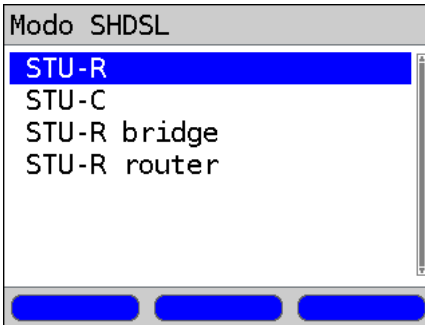 Modo SHDSL
STU-R
STU-C
STU-R bridge
STU-R router